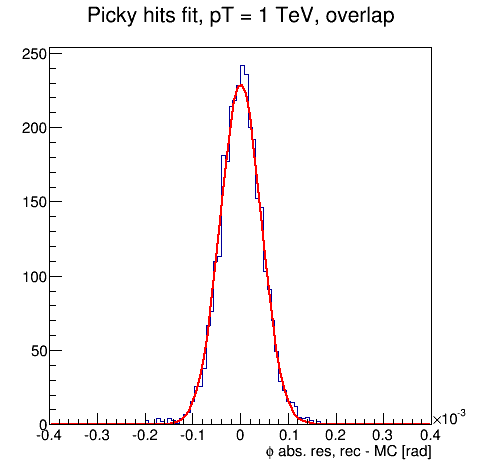 Picky hits fit, pT = 1 TeV, overlap
250
200
150
100
50
0
-0.4 -0.3 -0.2 -0.1 0 0.1 0.2 0.3 0.4
×10⁻³
ϕ abs. res, rec - MC [rad]